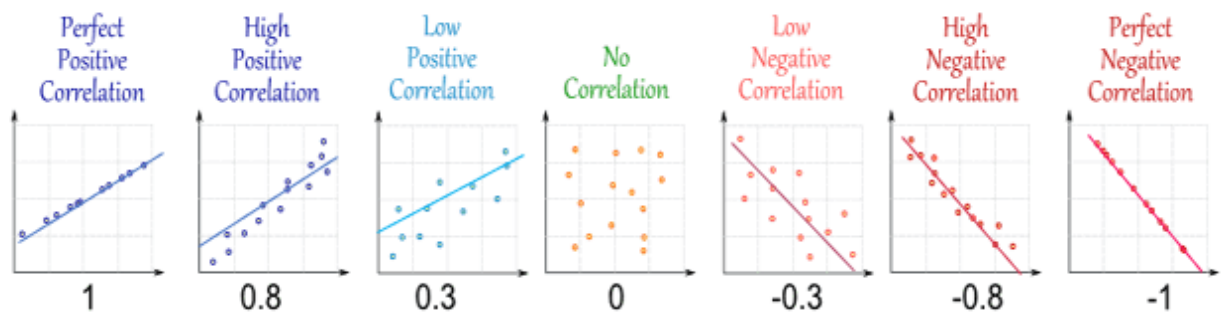 Perfect
Positive
Correlation
High
Positive
Correlation
Low
Positive
Correlation
No
Correlation
Low
Negative
Correlation
High
Negative
Correlation
Perfect
Negative
Correlation
1
0.8
0.3
0
-0.3
-0.8
-1